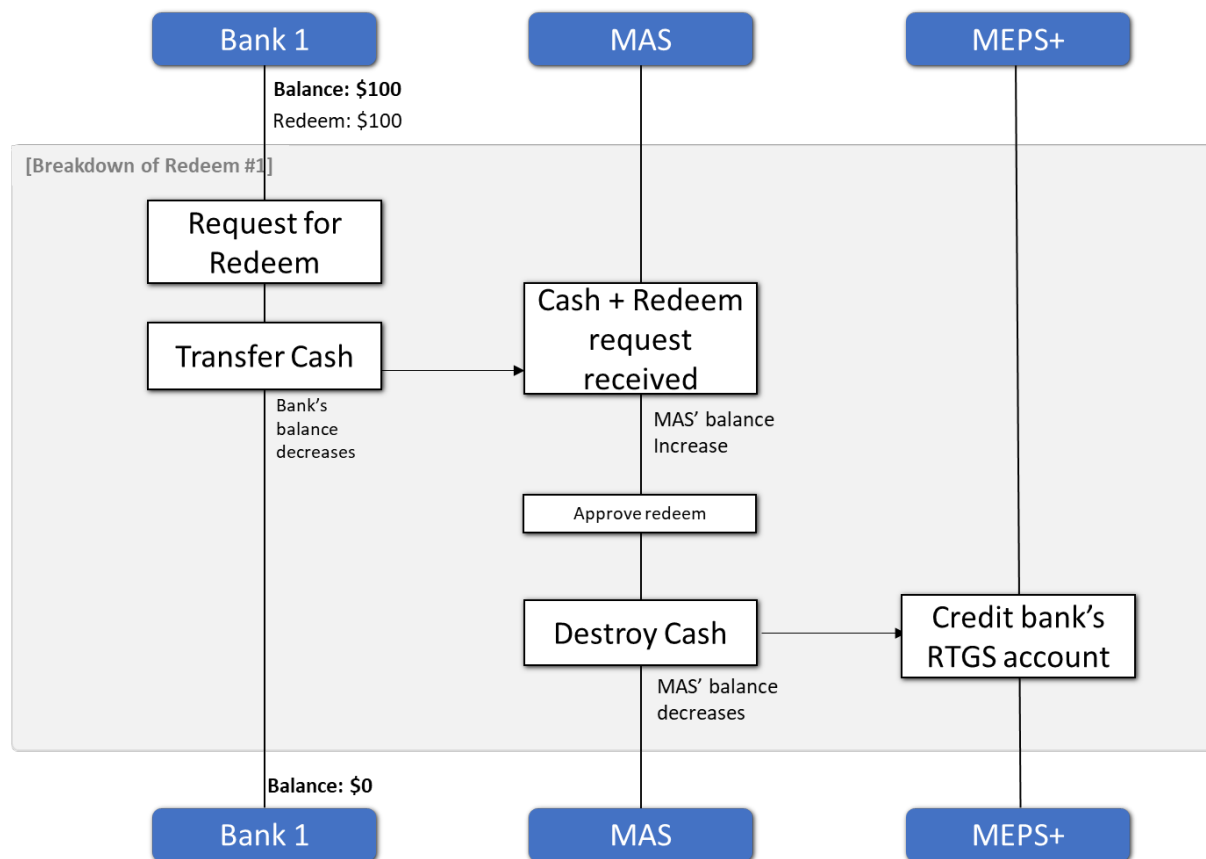 Bank 1
MAS
MEPS+
Balance: $100
Redeem: $100
[Breakdown of Redeem #1]
Request for
Redeem
Cash + Redeem
request
received
Transfer Cash
Bank's
balance
decreases
MAS' balance
Increase
Approve redeem
Destroy Cash
Credit bank's
RTGS account
MAS' balance
decreases
Balance: $0
Bank 1
MAS
MEPS+